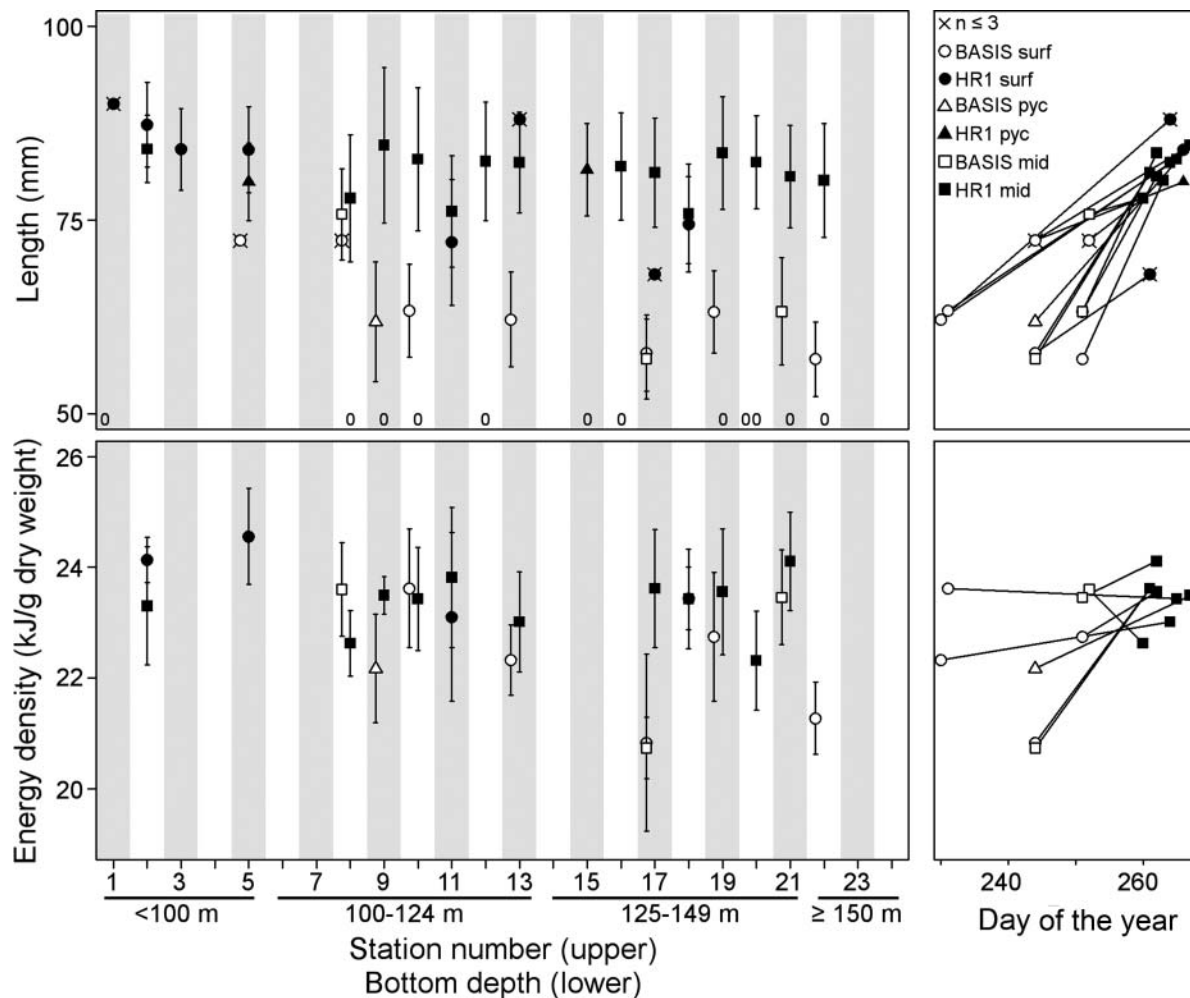 100
75
50
Length (mm)
0 0 0 0 0 0 0 0 00 0 0
× n ≤ 3
BASIS surf
HR1 surf
BASIS pyc
HR1 pyc
BASIS mid
HR1 mid
26
24
22
20
Energy density (kJ/g dry weight)
1 3 5 7 9 11 13 15 17 19 21 23
<100 m 100-124 m 125-149 m ≥ 150 m
Station number (upper)
Bottom depth (lower)
240 260
Day of the year